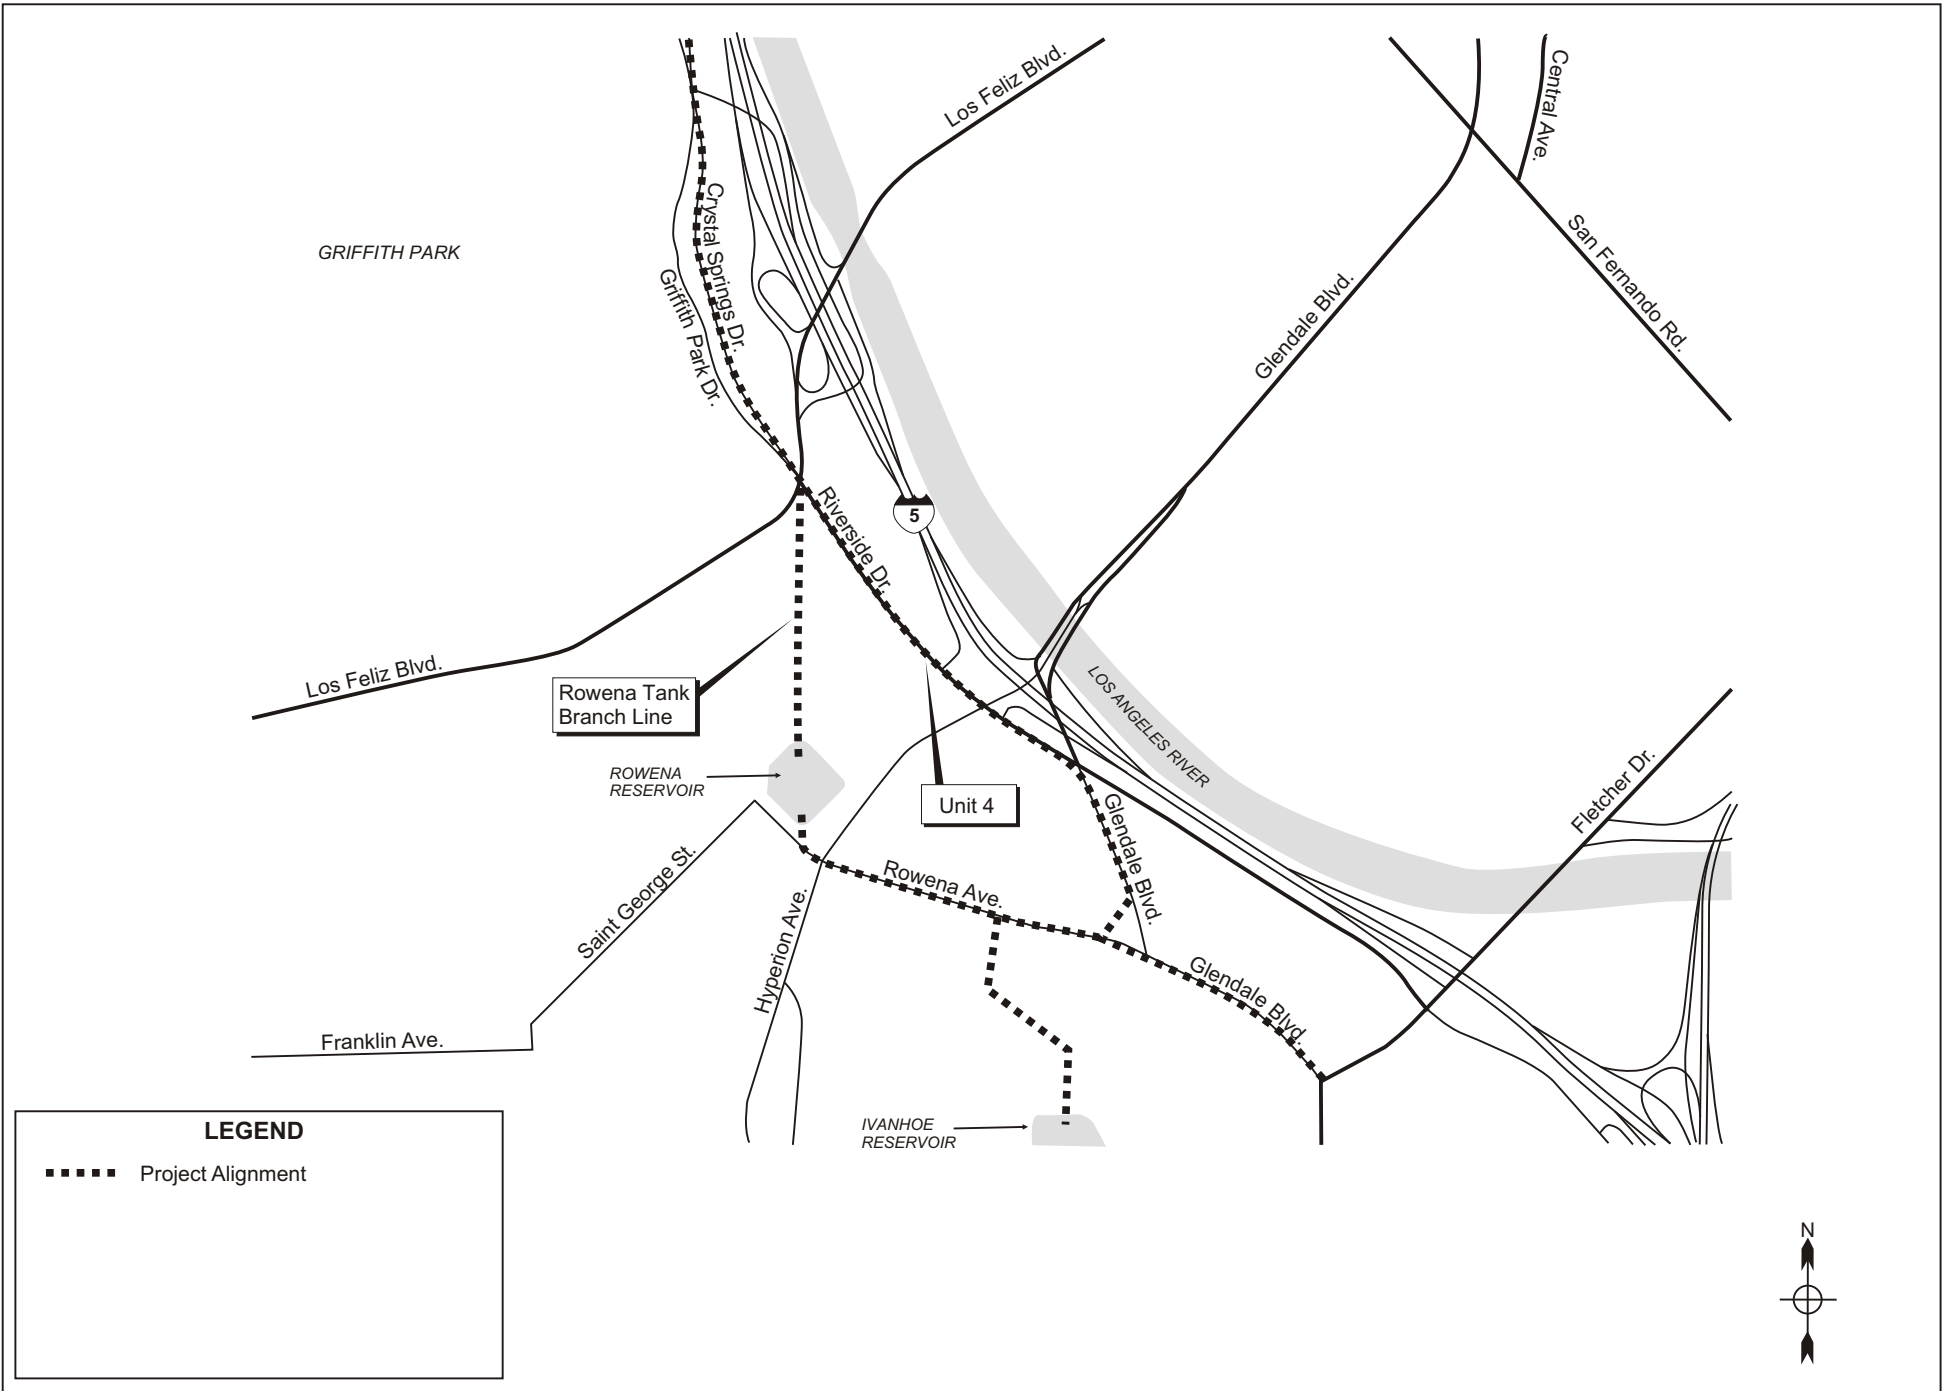 Los Feliz Blvd.
Central Ave.
GRIFFITH PARK
Crystal Springs Dr.
San Fernando Rd.
Griffith Park Dr.
Glendale Blvd.
5
Riverside Dr.
Los Feliz Blvd.
Rowena Tank
Branch Line
LOS ANGELES RIVER
ROWENA
RESERVOIR
Unit 4
Fletcher Dr.
Glendale Blvd.
Saint George St.
Rowena Ave.
Hyperion Ave.
Glendale Blvd.
Franklin Ave.
IVANHOE
RESERVOIR
LEGEND
Project Alignment
N